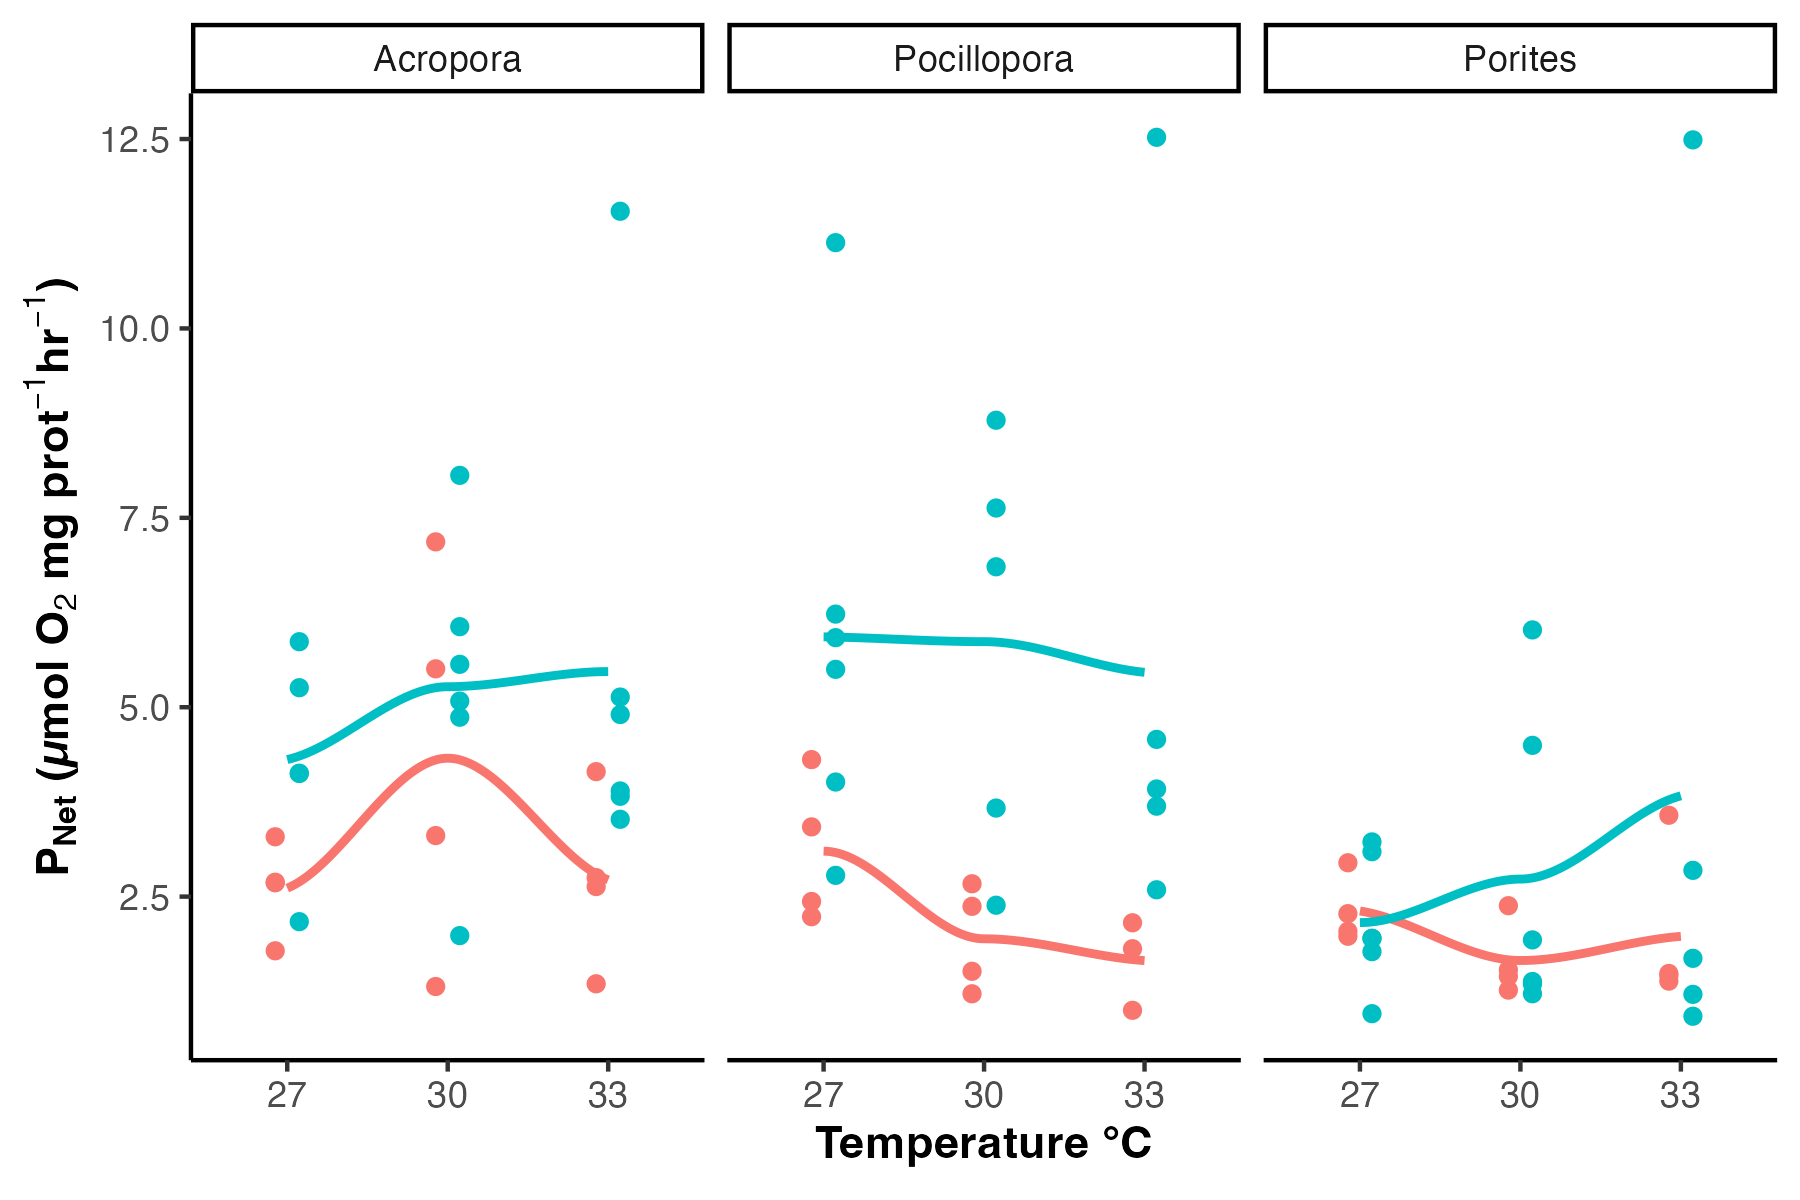 Acropora Pocillopora Porites
12.5
10.0
7.5
5.0
2.5
P_Net (μmol O₂ mg prot⁻¹hr⁻¹)
27 30 33 27 30 33 27 30 33
Temperature °C